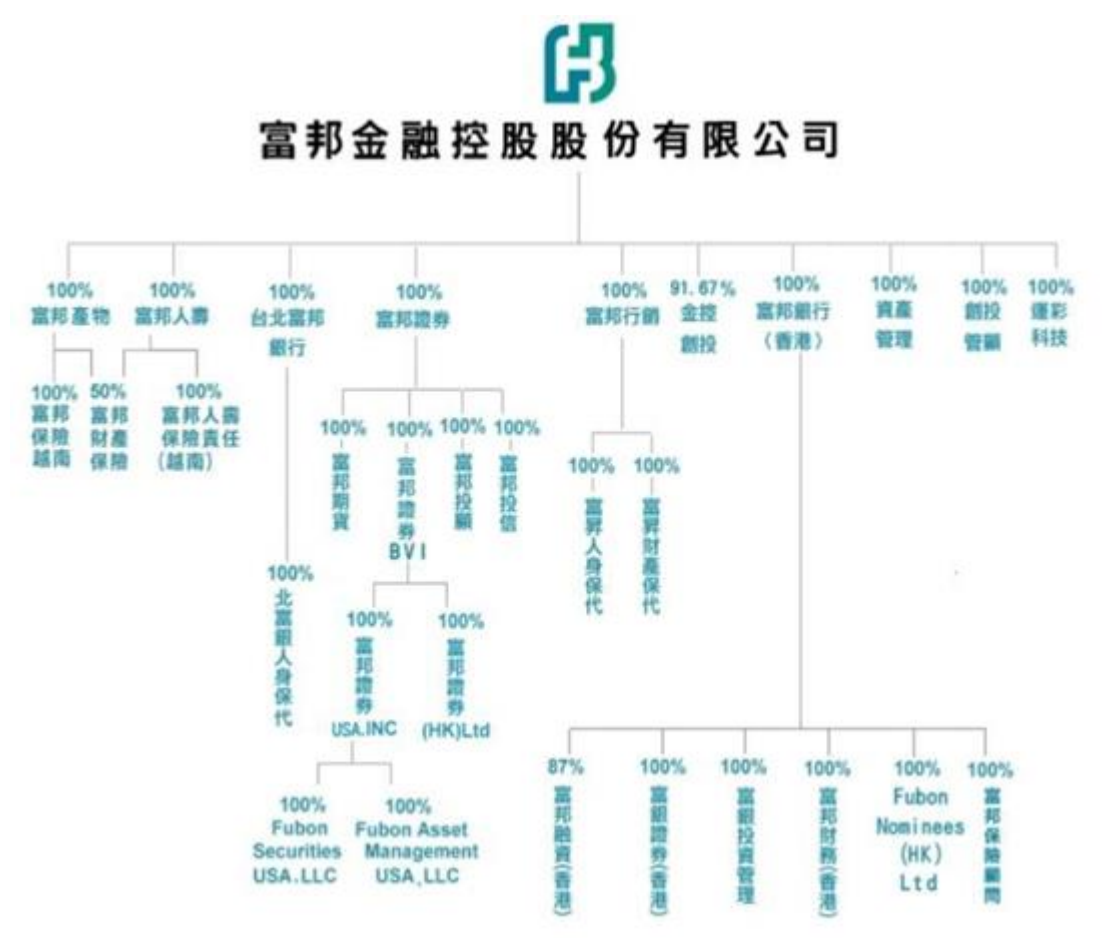 富邦金融控股股份有限公司
100%
富邦產物
100%
富邦人壽
100%
台北富邦
銀行
100%
富邦證券
100%
富邦行銷
91.67%
金控
創投
100%
富邦銀行
(香港)
100%
資產
管理
100%
創投
管顧
100%
運彩
科技
100%
富邦
保險
越南
50%
富邦
財產
保險
100%
富邦人壽
保險責任
(越南)
100%
北富銀人身保代
100%
富邦期貨
100%
富邦證券
BVI
100%
富邦投顧
100%
富邦投信
100%
富邦證券
USA.INC
100%
富邦證券
(HK)Ltd
100%
Fubon
Securities
USA.LLC
100%
Fubon Asset
Management
USA,LLC
100%
富昇人身保代
100%
富昇財產保代
87%
富邦融資(香港)
100%
富銀證券(香港)
100%
富銀投資管理
100%
富邦財務(香港)
100%
Fubon
Nominees
(HK)
Ltd
100%
富邦保險顧問